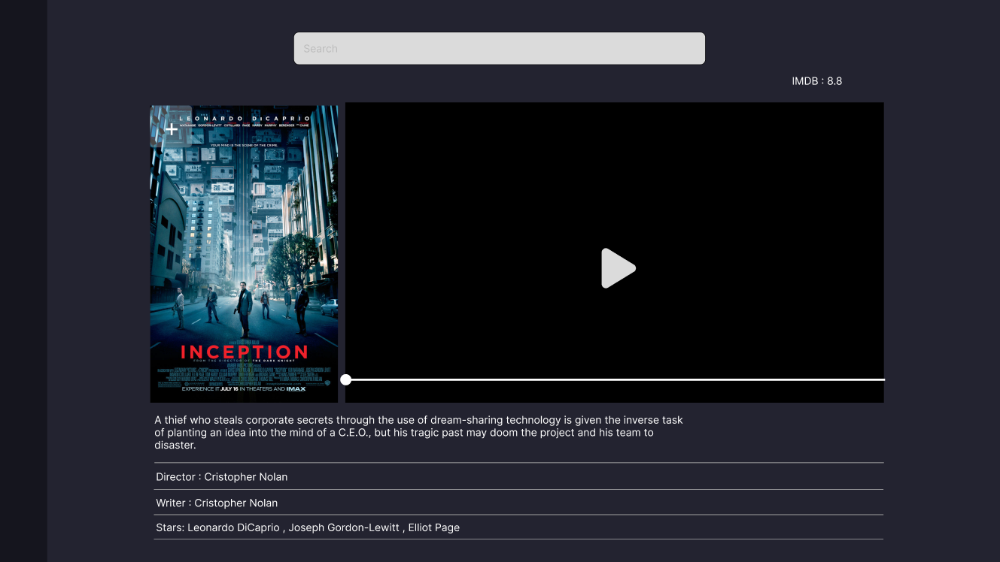 Search
IMDB : 8.8
LEONARDO DiCAPRIO
WATANABE GORDON-LEVITT COTILLARD PAGE HARDY MURPHY BERENGER AND CAINE
YOUR MIND IS THE SCENE OF THE CRIME.
INCEPTION
FROM THE DIRECTOR OF THE DARK KNIGHT
EXPERIENCE IT JULY 16 IN THEATERS AND IMAX
A thief who steals corporate secrets through the use of dream-sharing technology is given the inverse task
of planting an idea into the mind of a C.E.O., but his tragic past may doom the project and his team to
disaster.
Director : Cristopher Nolan
Writer : Cristopher Nolan
Stars: Leonardo DiCaprio , Joseph Gordon-Lewitt , Elliot Page